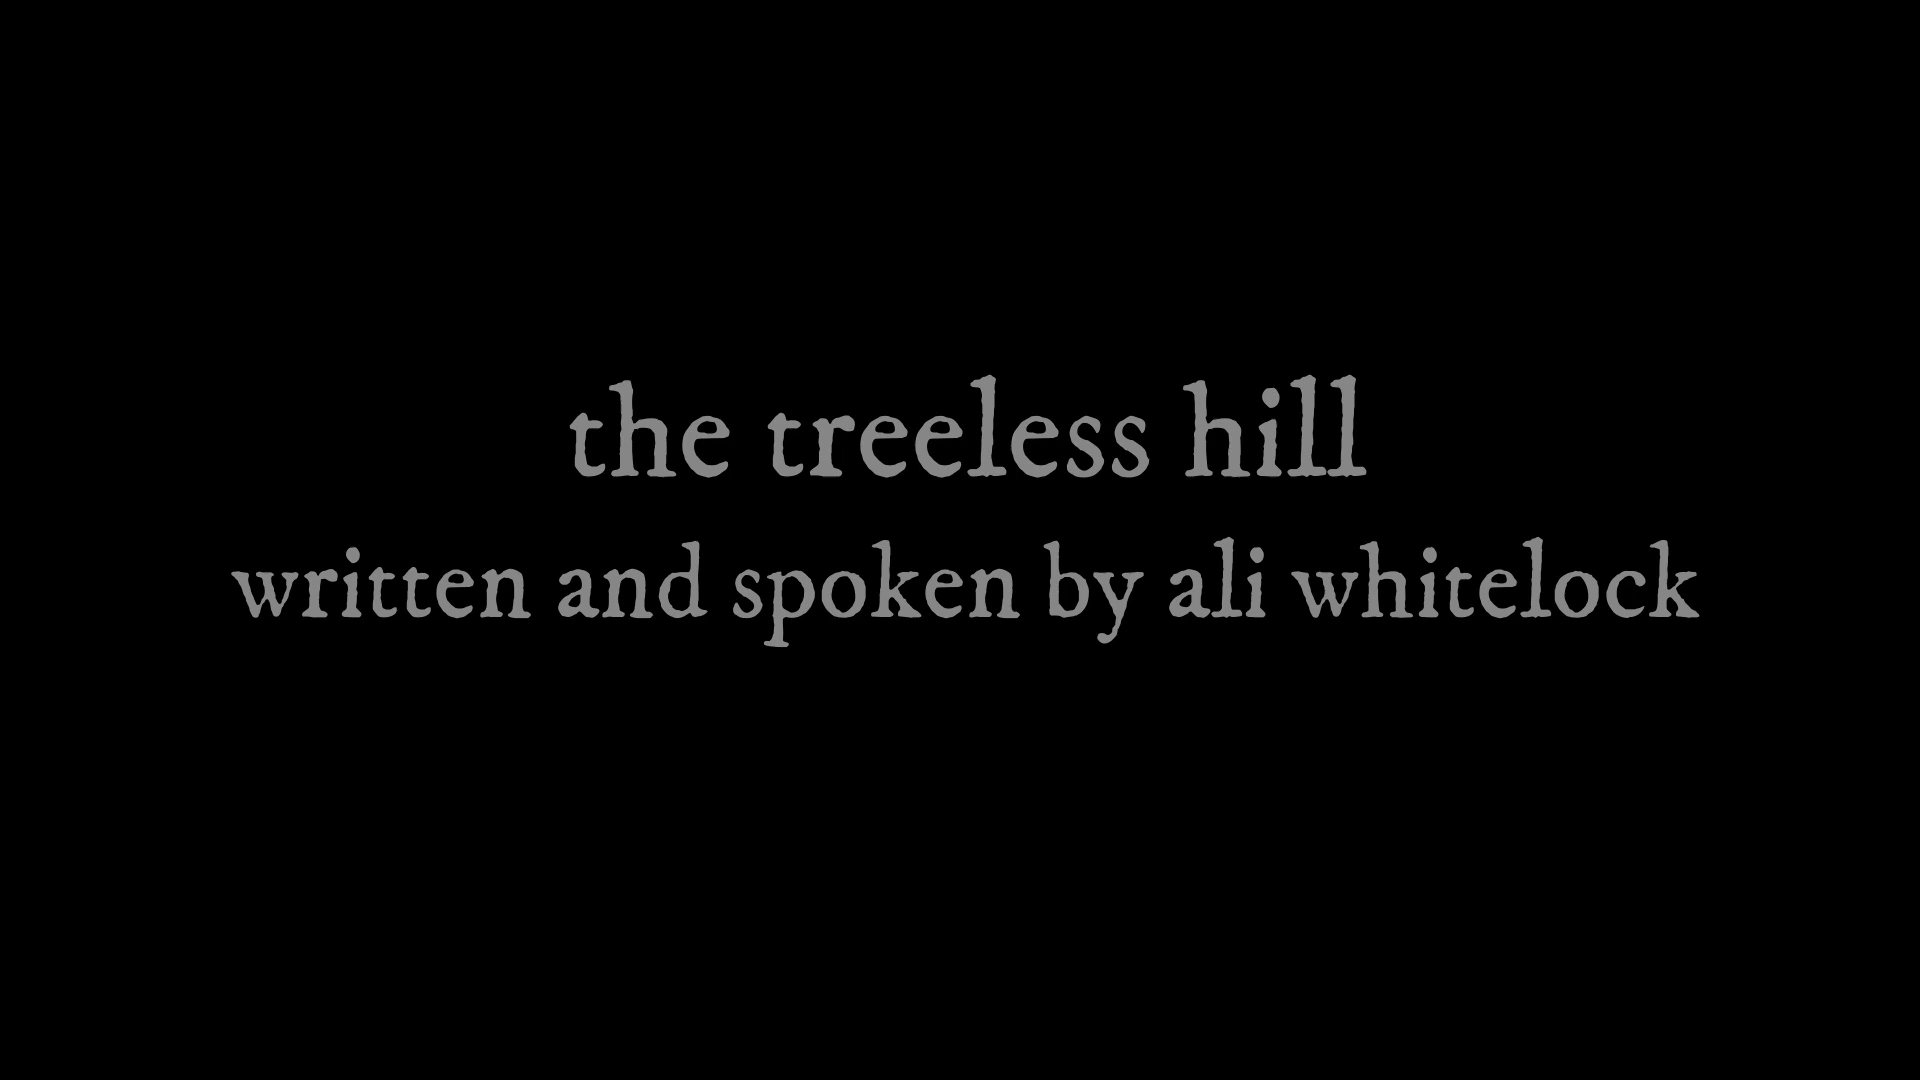 the treeless hill
written and spoken by ali whitelock